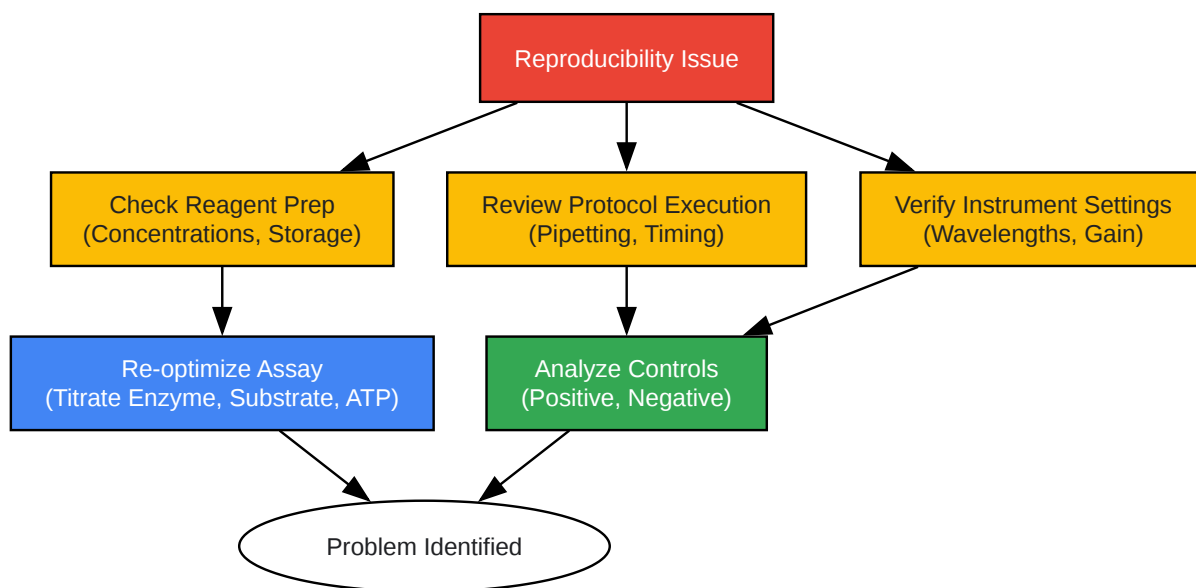 Reproducibility Issue
Check Reagent Prep
(Concentrations, Storage)
Review Protocol Execution
(Pipetting, Timing)
Verify Instrument Settings
(Wavelengths, Gain)
Re-optimize Assay
(Titrate Enzyme, Substrate, ATP)
Analyze Controls
(Positive, Negative)
Problem Identified